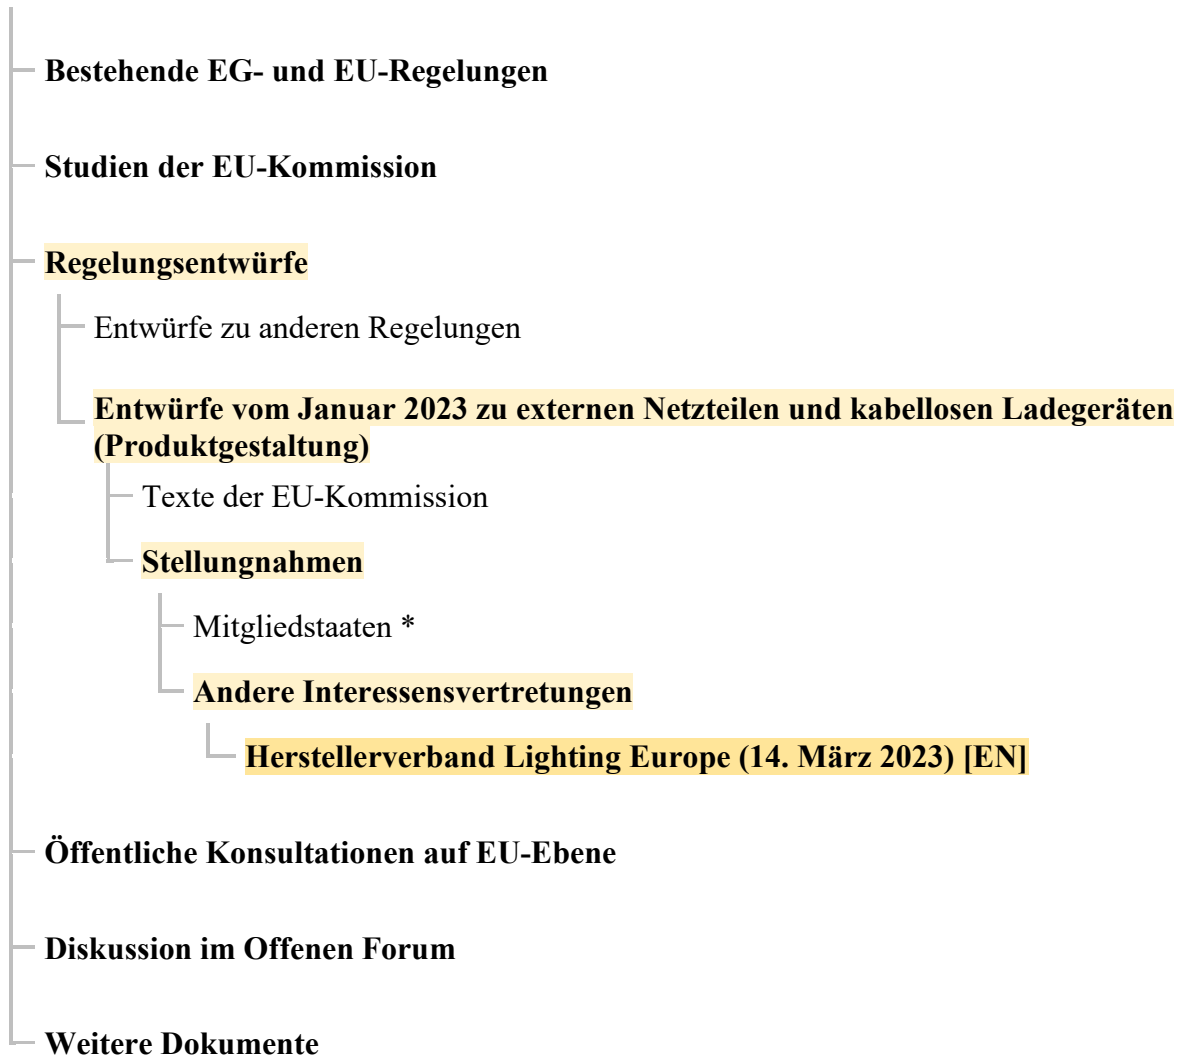 Bestehende EG- und EU-Regelungen
Studien der EU-Kommission
Regelungsentwürfe
Entwürfe zu anderen Regelungen
Entwürfe vom Januar 2023 zu externen Netzteilen und kabellosen Ladegeräten
(Produktgestaltung)
Texte der EU-Kommission
Stellungnahmen
Mitgliedstaaten *
Andere Interessensvertretungen
Herstellerverband Lighting Europe (14. März 2023) [EN]
Öffentliche Konsultationen auf EU-Ebene
Diskussion im Offenen Forum
Weitere Dokumente